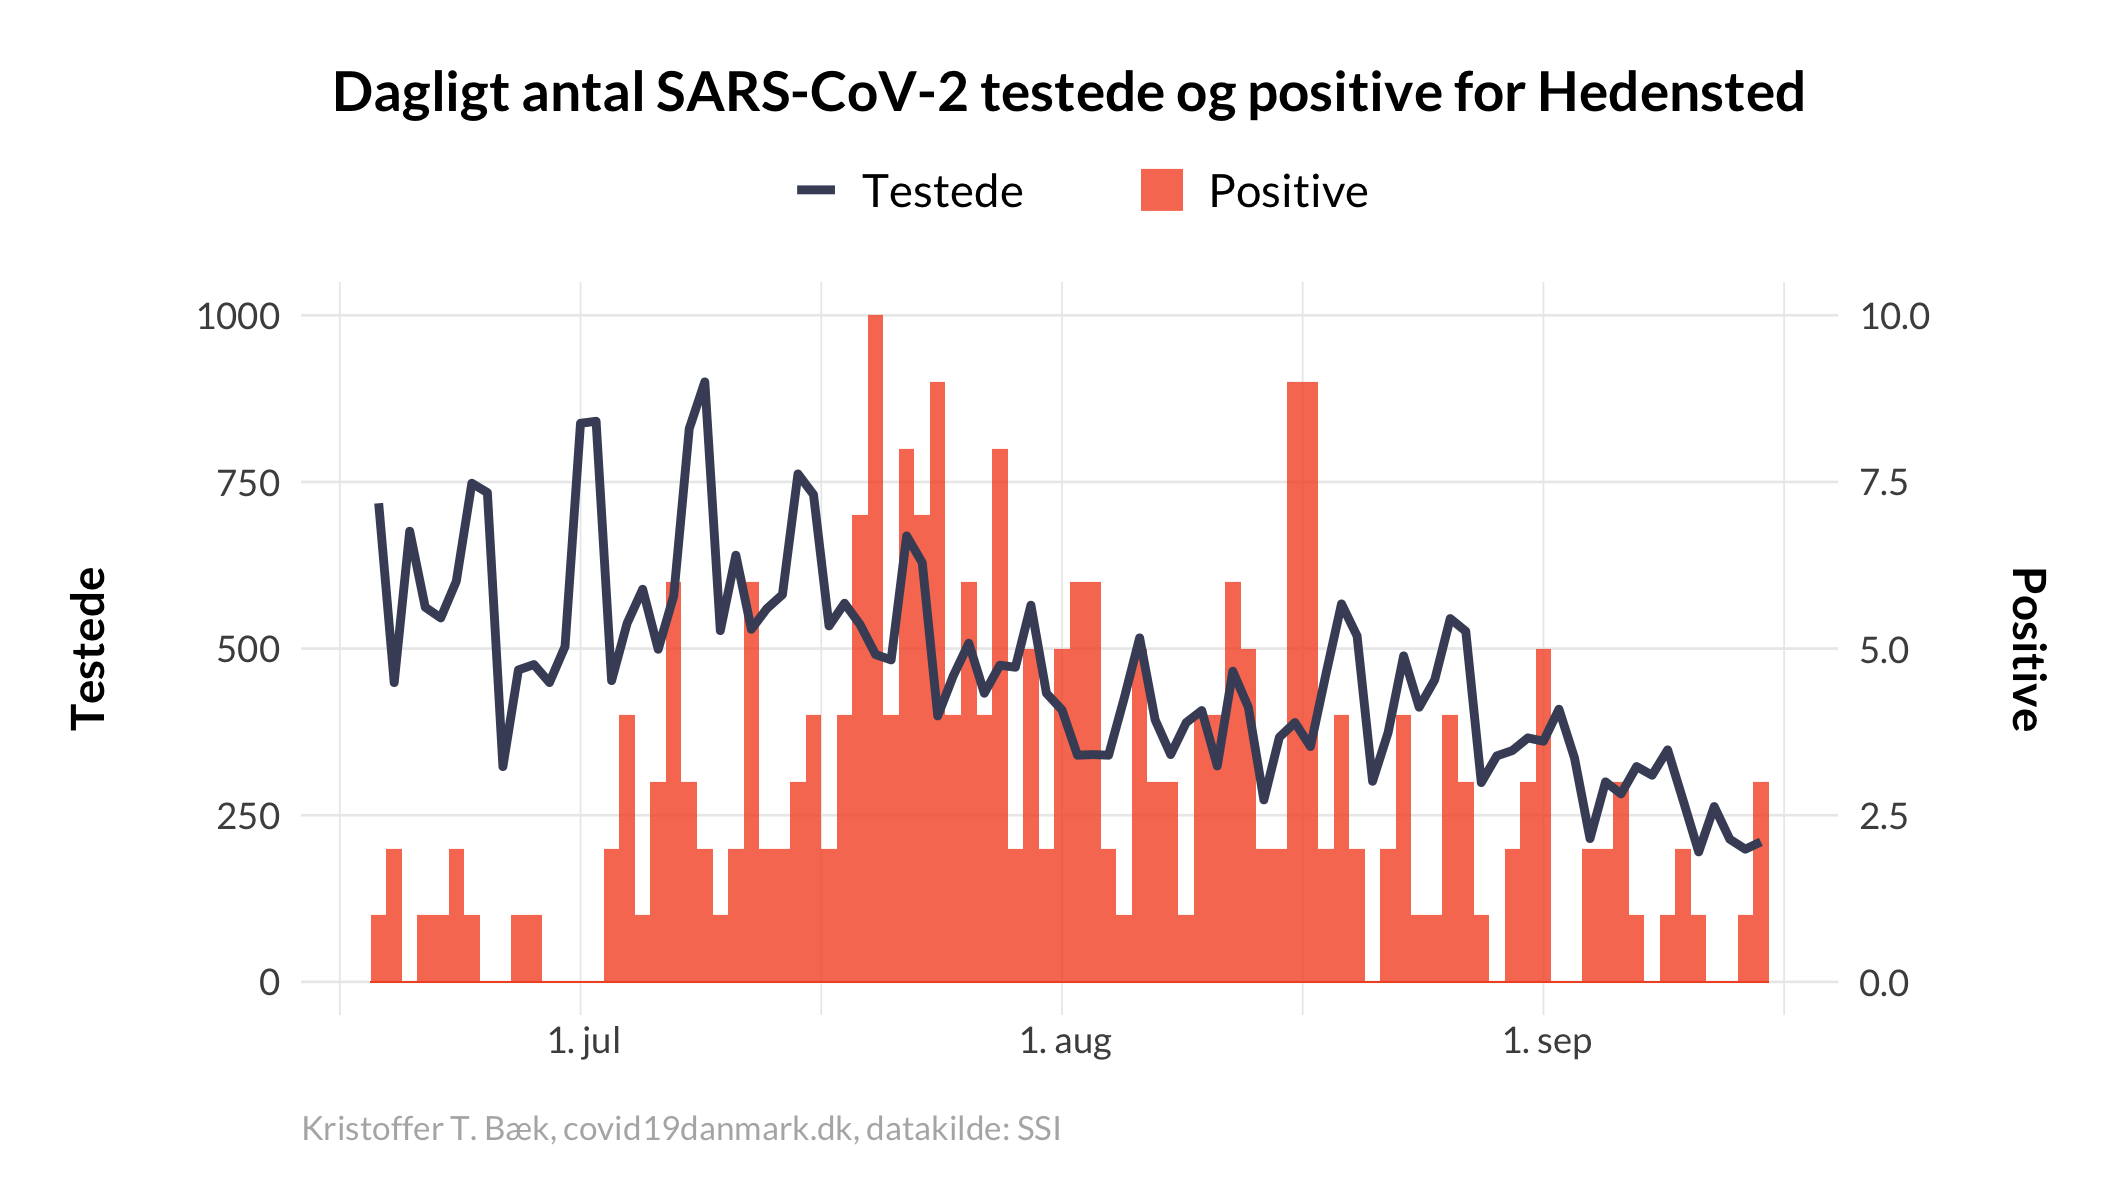 Dagligt antal SARS-CoV-2 testede og positive for Hedensted
Testede
Positive
1000
750
500
250
0
10.0
7.5
5.0
2.5
0.0
Testede
Positive
1. jul
1. aug
1. sep
Kristoffer T. Bæk, covid19danmark.dk, datakilde: SSI